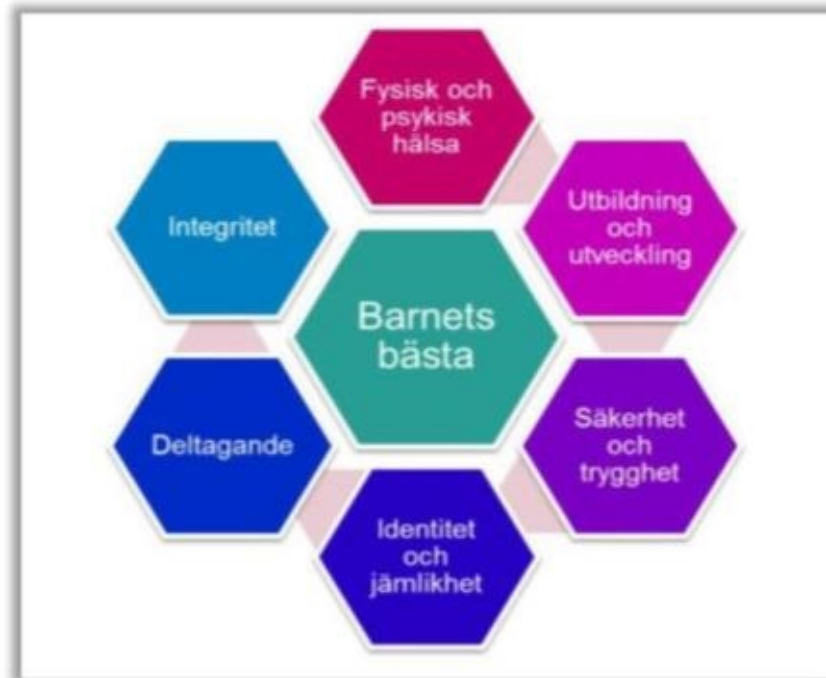 Fysisk och
psykisk
hälsa
Utbildning
och
utveckling
Säkerhet
och
trygghet
Identitet
och
jämlikhet
Deltagande
Integritet
Barnets
bästa